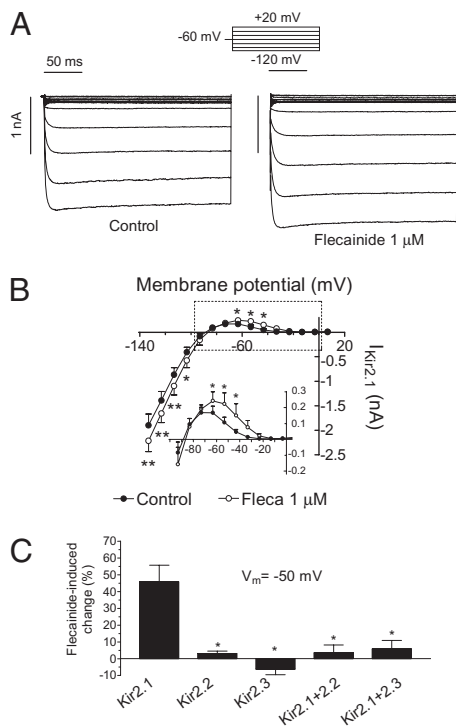 A
+20 mV
-60 mV
-120 mV
50 ms
1 nA
Control
Flecainide 1 µM
B
Membrane potential (mV)
-140
-60
20
* * *
-0.5
-1
-1.5
-2
-2.5
I Kir2.1 (nA)
*
**
**
**
* * *
0.3
0.2
0.1
-0.1
-0.2
-80 -60 -40 -20 0
Control
Fleca 1 µM
C
Flecainide-induced change (%)
70
60
50
40
30
20
10
0
-10
Vm= -50 mV
* * * *
Kir2.1
Kir2.2
Kir2.3
Kir2.1+2.2
Kir2.1+2.3